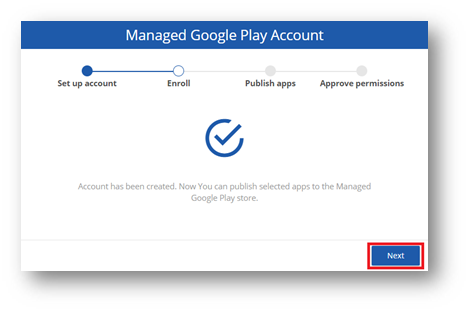 Managed Google Play Account
Set up account Enroll Publish apps Approve permissions
Account has been created. Now You can publish selected apps to the Managed
Google Play store.
Next